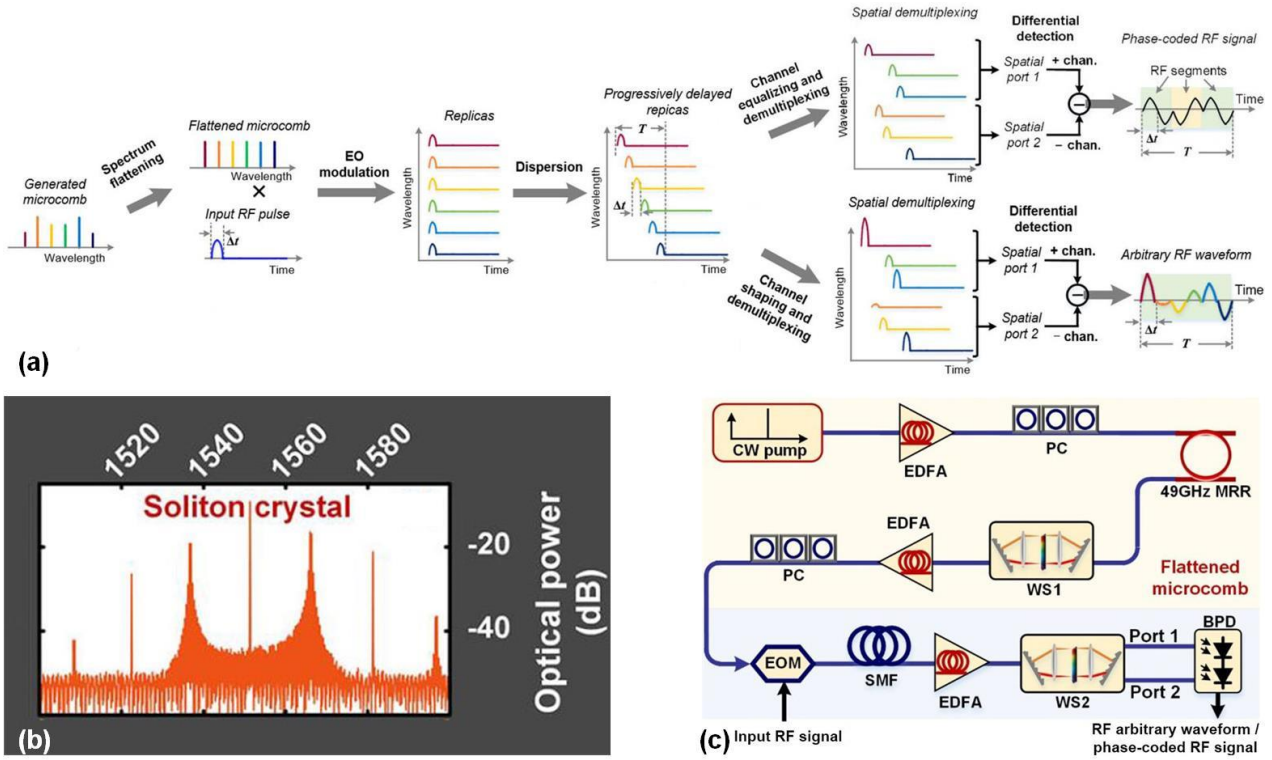 Generated
microcomb
Wavelength
Spectrum
flattening
Flattened microcomb
Wavelength
×
Input RF pulse
Δt
Time
EO
modulation
Replicas
Wavelength
Time
Dispersion
Progressively delayed
repicas
T
Wavelength
Δt
Time
Channel
equalizing and
demultiplexing
Spatial demultiplexing
Wavelength
Time
Spatial
port 1
Spatial
port 2
Differential
detection
+ chan.
−
− chan.
Phase-coded RF signal
RF segments
Time
Δt
T
Channel
shaping and
demultiplexing
Spatial demultiplexing
Wavelength
Time
Spatial
port 1
Spatial
port 2
Differential
detection
+ chan.
−
− chan.
Arbitrary RF waveform
Time
Δt
T
(a)
1520
1540
1560
1580
Soliton crystal
-20
-40
Optical power
(dB)
(b)
CW pump
EDFA
PC
49GHz MRR
PC
EDFA
WS1
Flattened
microcomb
EOM
SMF
EDFA
WS2
Port 1
Port 2
BPD
(c)
Input RF signal
RF arbitrary waveform /
phase-coded RF signal